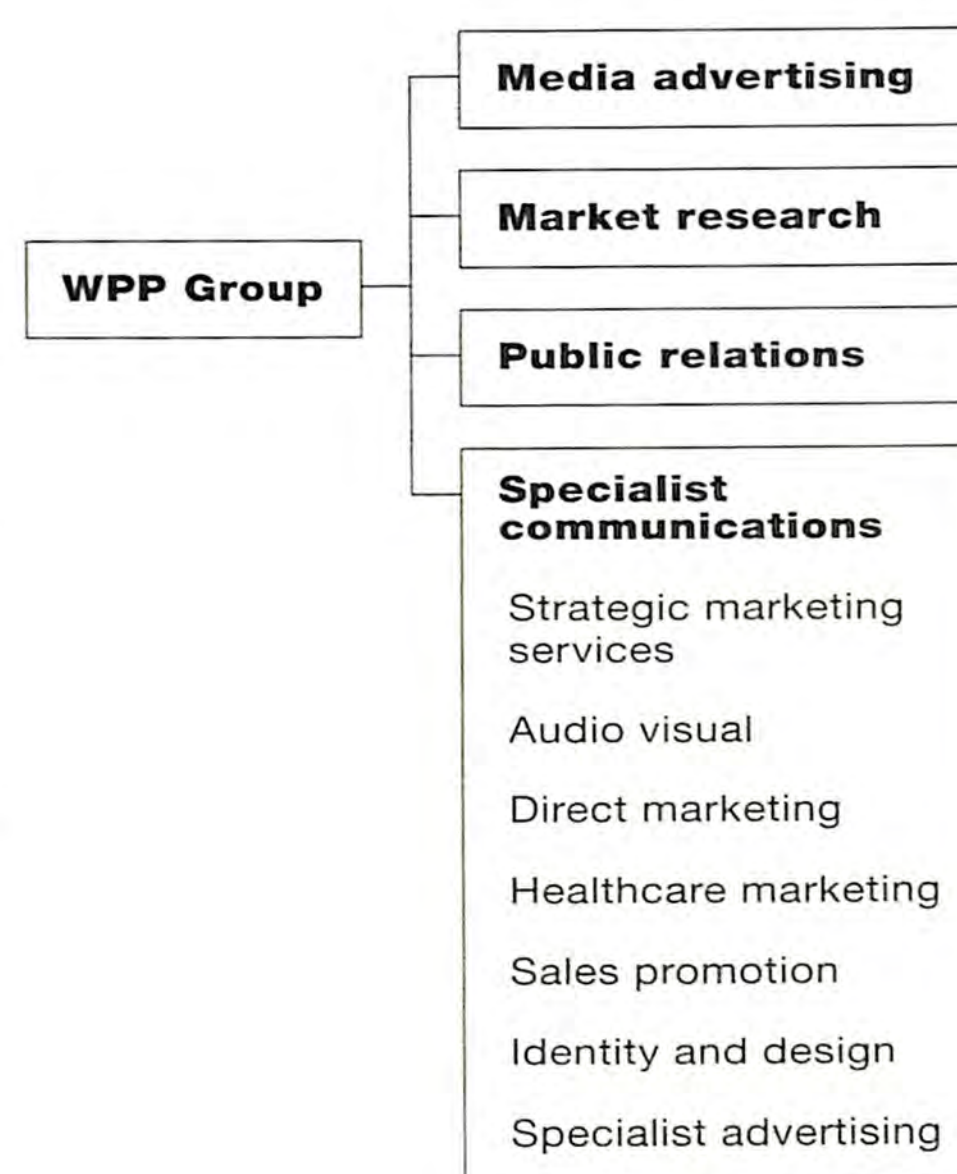 Media advertising
Market research
WPP Group
Public relations
Specialist
communications
Strategic marketing
services
Audio visual
Direct marketing
Healthcare marketing
Sales promotion
Identity and design
Specialist advertising